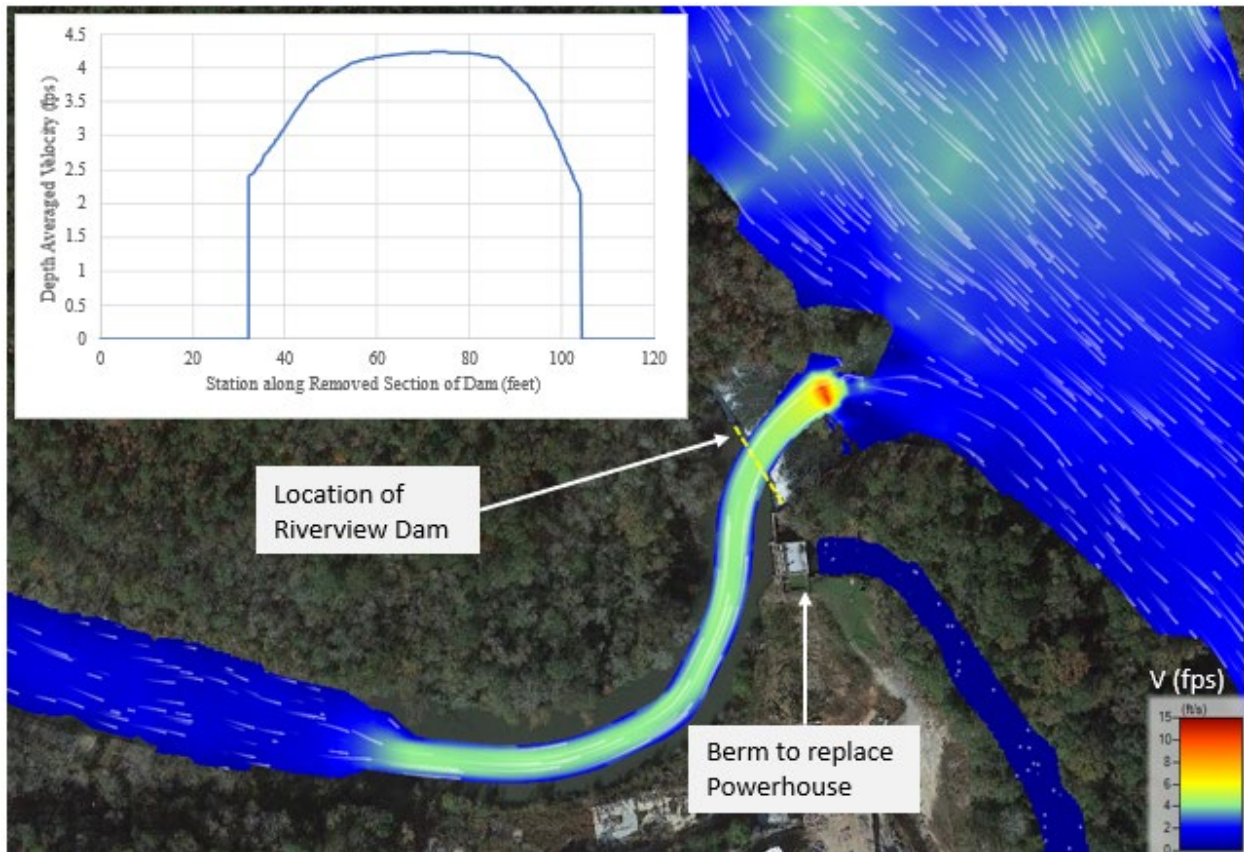 4.5
4
3.5
3
2.5
2
1.5
1
0.5
0
Depth Averaged Velocity (fps)
0 20 40 60 80 100 120
Station along Removed Section of Dam (feet)
Location of
Riverview Dam
Berm to replace
Powerhouse
V (fps)
(ft/s)
15
10
8
6
4
2
0